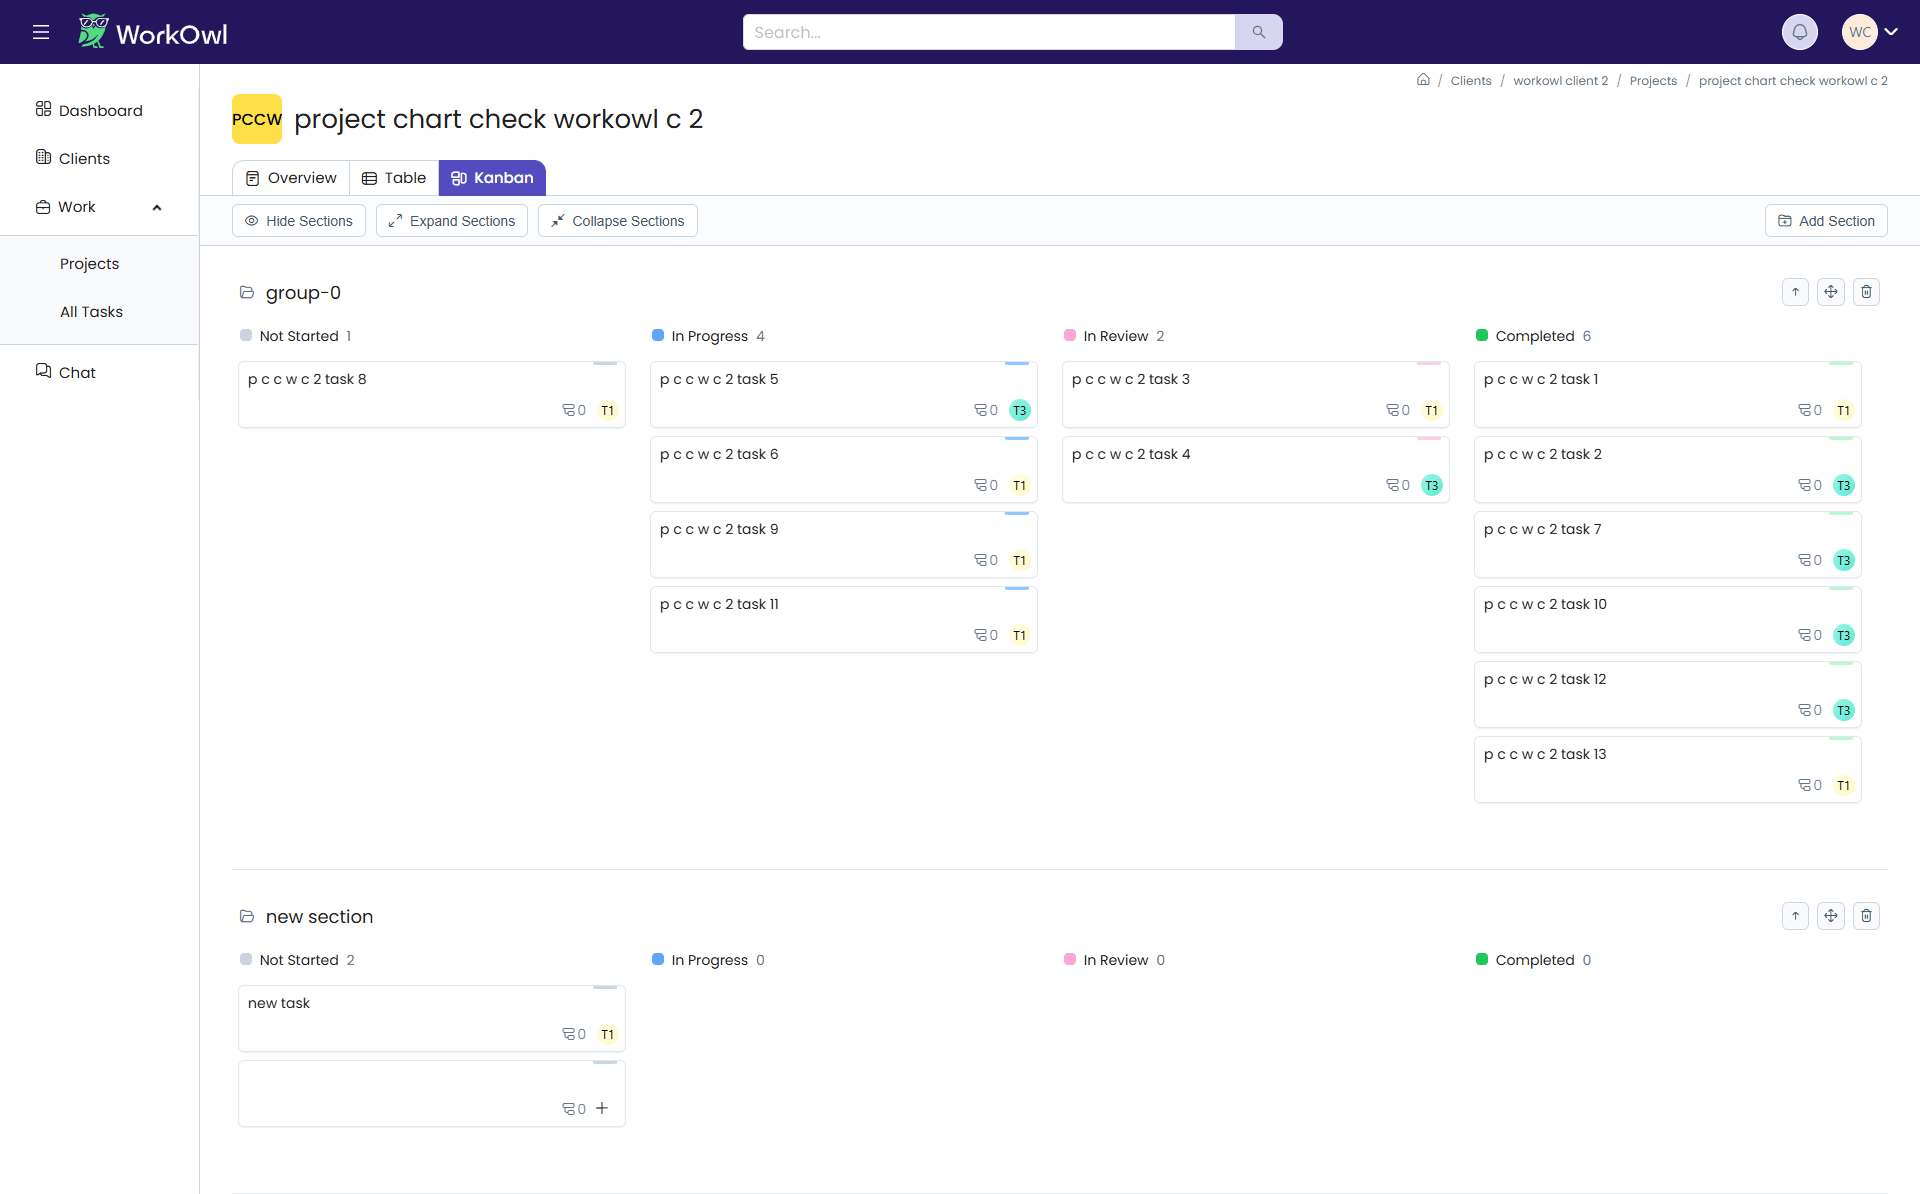 WorkOwl
Search...
WC
Dashboard
Clients
Work
Projects
All Tasks
Chat
/ Clients / workowl client 2 / Projects / project chart check workowl c 2
PCCW project chart check workowl c 2
Overview Table Kanban
Hide Sections Expand Sections Collapse Sections Add Section
group-0
Not Started 1
p c c w c 2 task 8
0 T1
In Progress 4
p c c w c 2 task 5
0 T3
p c c w c 2 task 6
0 T1
p c c w c 2 task 9
0 T1
p c c w c 2 task 11
0 T1
In Review 2
p c c w c 2 task 3
0 T1
p c c w c 2 task 4
0 T3
Completed 6
p c c w c 2 task 1
0 T1
p c c w c 2 task 2
0 T3
p c c w c 2 task 7
0 T3
p c c w c 2 task 10
0 T3
p c c w c 2 task 12
0 T3
p c c w c 2 task 13
0 T1
new section
Not Started 2
new task
0 T1
0
In Progress 0
In Review 0
Completed 0